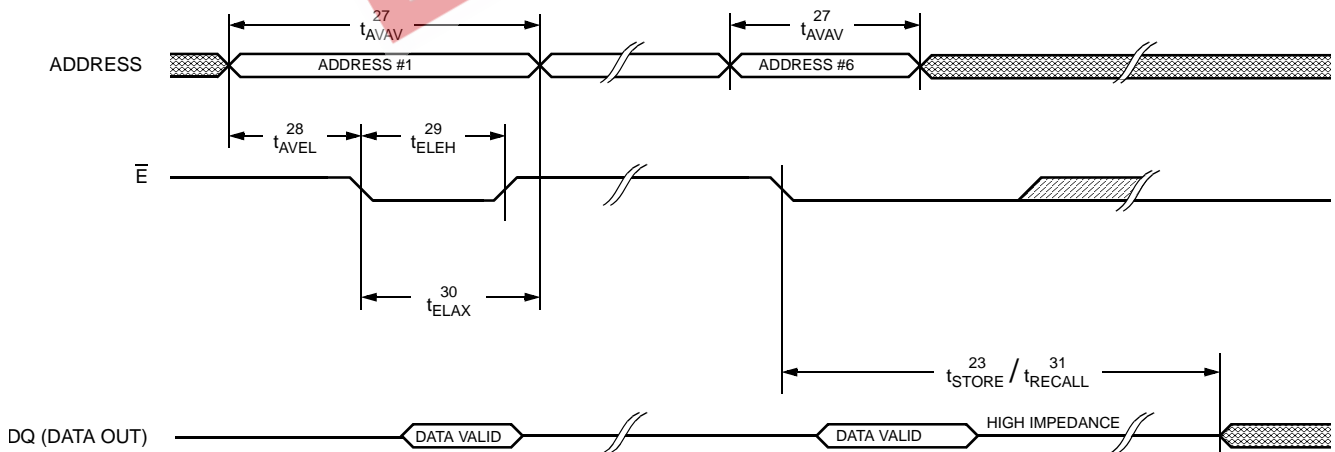 27
tAVAV
27
tAVAV
ADDRESS
ADDRESS #1
ADDRESS #6
28
tAVEL
29
tELEH
E
30
tELAX
23 31
tSTORE / tRECALL
DQ (DATA OUT)
DATA VALID
DATA VALID
HIGH IMPEDANCE